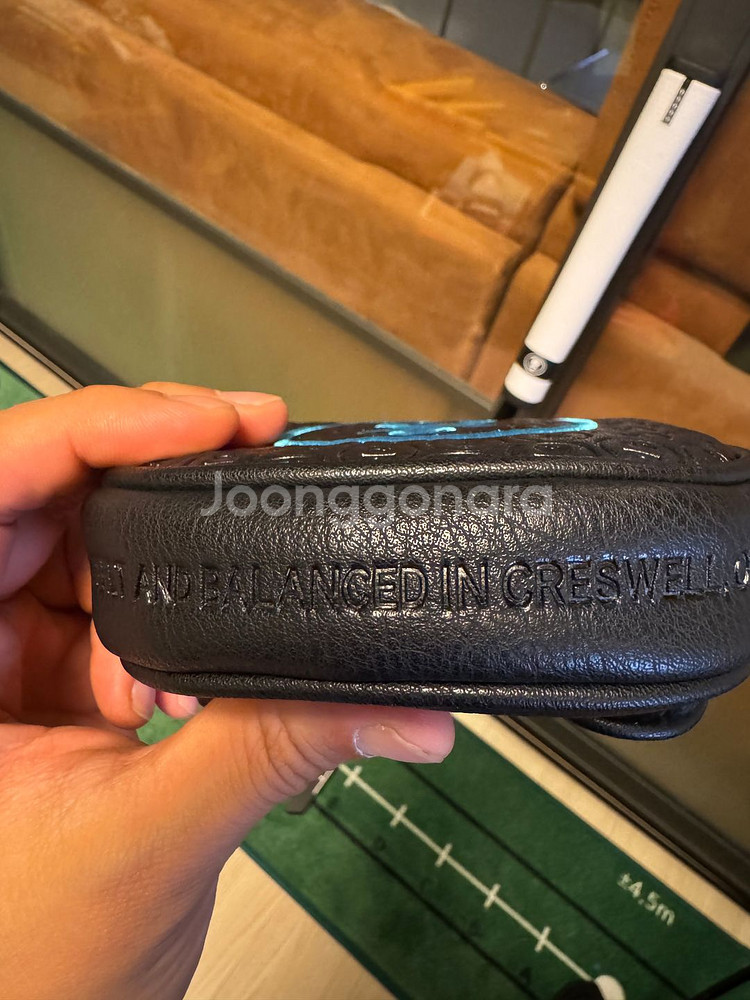 Joonggonara
AND BALANCED IN CRESWELL, O
±4.5m